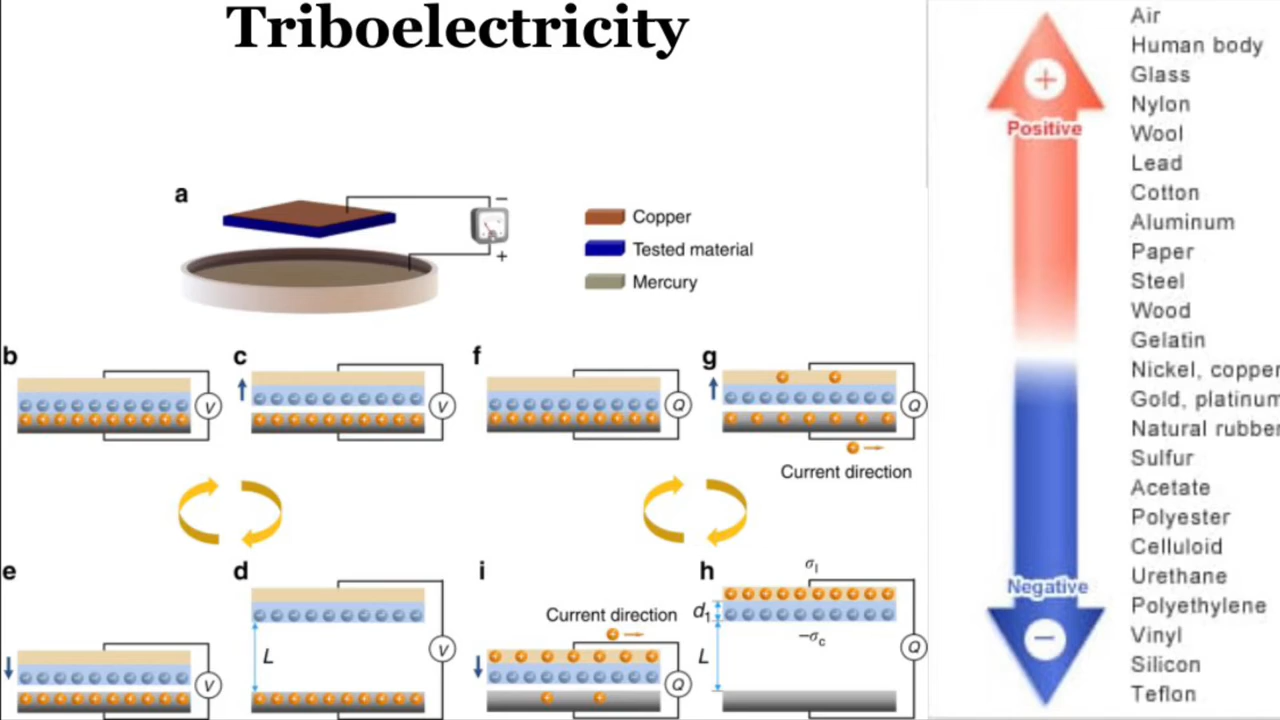 Triboelectricity
a
−
+
Copper
Tested material
Mercury
b
V
c
V
f
Q
g
Q
Current direction
e
V
d
L
V
i
Current direction
Q
h
σI
d1
−σc
L
Q
+
Positive
Negative
−
Air
Human body
Glass
Nylon
Wool
Lead
Cotton
Aluminum
Paper
Steel
Wood
Gelatin
Nickel, copper
Gold, platinum
Natural rubber
Sulfur
Acetate
Polyester
Celluloid
Urethane
Polyethylene
Vinyl
Silicon
Teflon